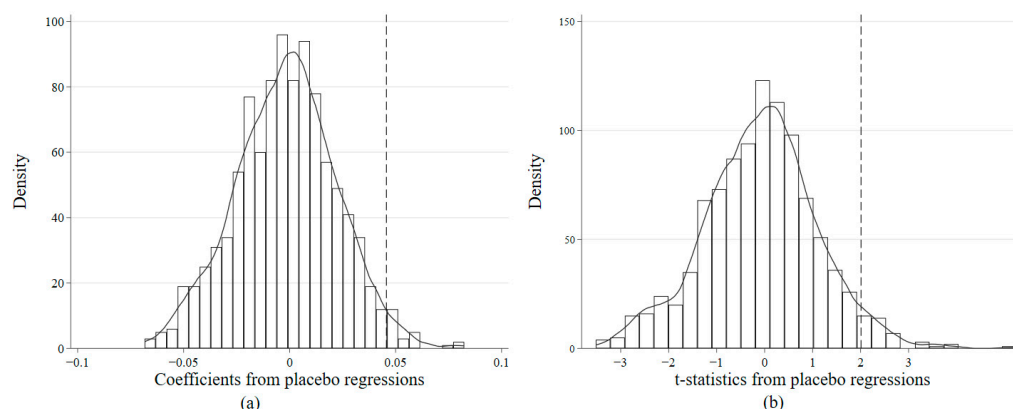 100
80
60
40
20
0
Density
−0.1 −0.05 0 0.05 0.1
Coefficients from placebo regressions
(a)
150
100
50
0
Density
−3 −2 −1 0 1 2 3
t-statistics from placebo regressions
(b)